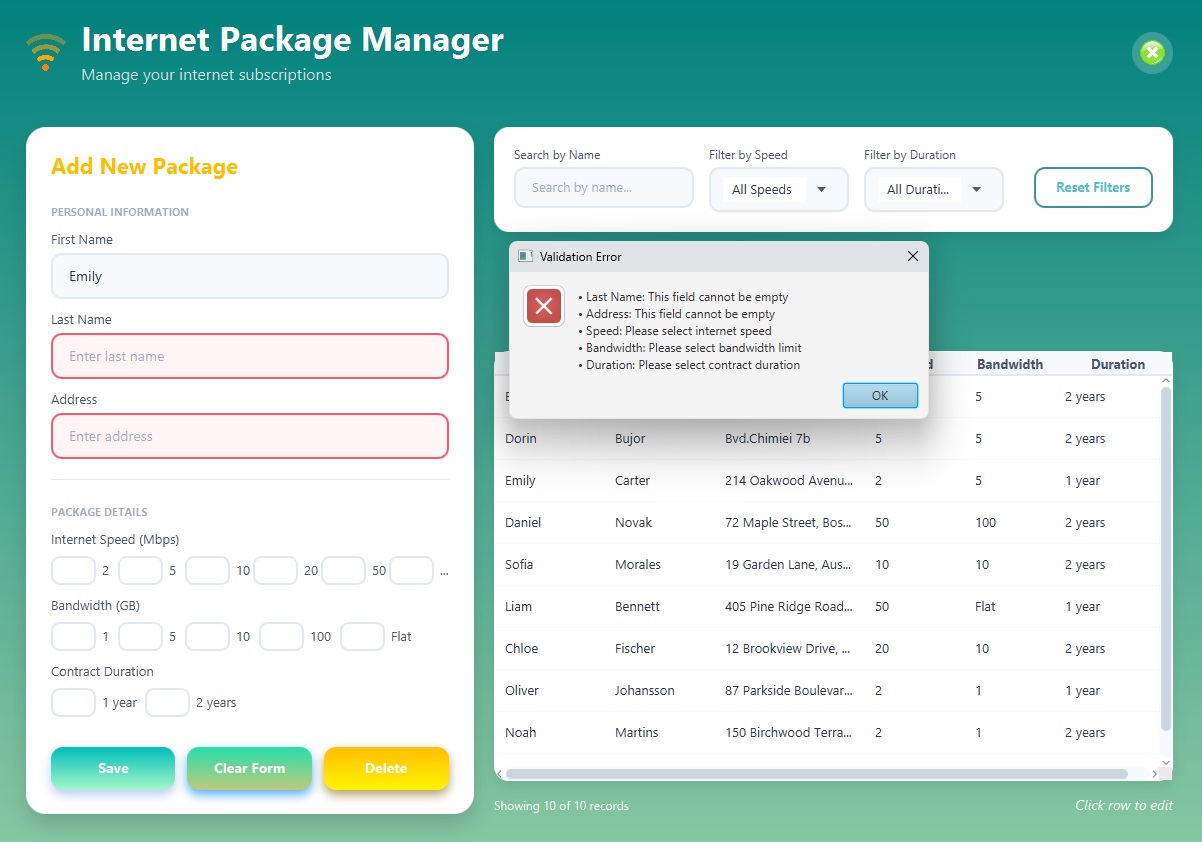 Internet Package Manager
Manage your internet subscriptions
Add New Package
PERSONAL INFORMATION
First Name
Emily
Last Name
Enter last name
Address
Enter address
PACKAGE DETAILS
Internet Speed (Mbps)
2 5 10 20 50 ...
Bandwidth (GB)
1 5 10 100 Flat
Contract Duration
1 year 2 years
Save Clear Form Delete
Search by Name Filter by Speed Filter by Duration
Search by name... All Speeds All Durati... Reset Filters
Validation Error
• Last Name: This field cannot be empty
• Address: This field cannot be empty
• Speed: Please select internet speed
• Bandwidth: Please select bandwidth limit
• Duration: Please select contract duration
OK
Bandwidth Duration
5 2 years
Dorin Bujor Bvd.Chimiei 7b 5 5 2 years
Emily Carter 214 Oakwood Avenu... 2 5 1 year
Daniel Novak 72 Maple Street, Bos... 50 100 2 years
Sofia Morales 19 Garden Lane, Aus... 10 10 2 years
Liam Bennett 405 Pine Ridge Road... 50 Flat 1 year
Chloe Fischer 12 Brookview Drive, ... 20 10 2 years
Oliver Johansson 87 Parkside Boulevar... 2 1 1 year
Noah Martins 150 Birchwood Terra... 2 1 2 years
Showing 10 of 10 records
Click row to edit